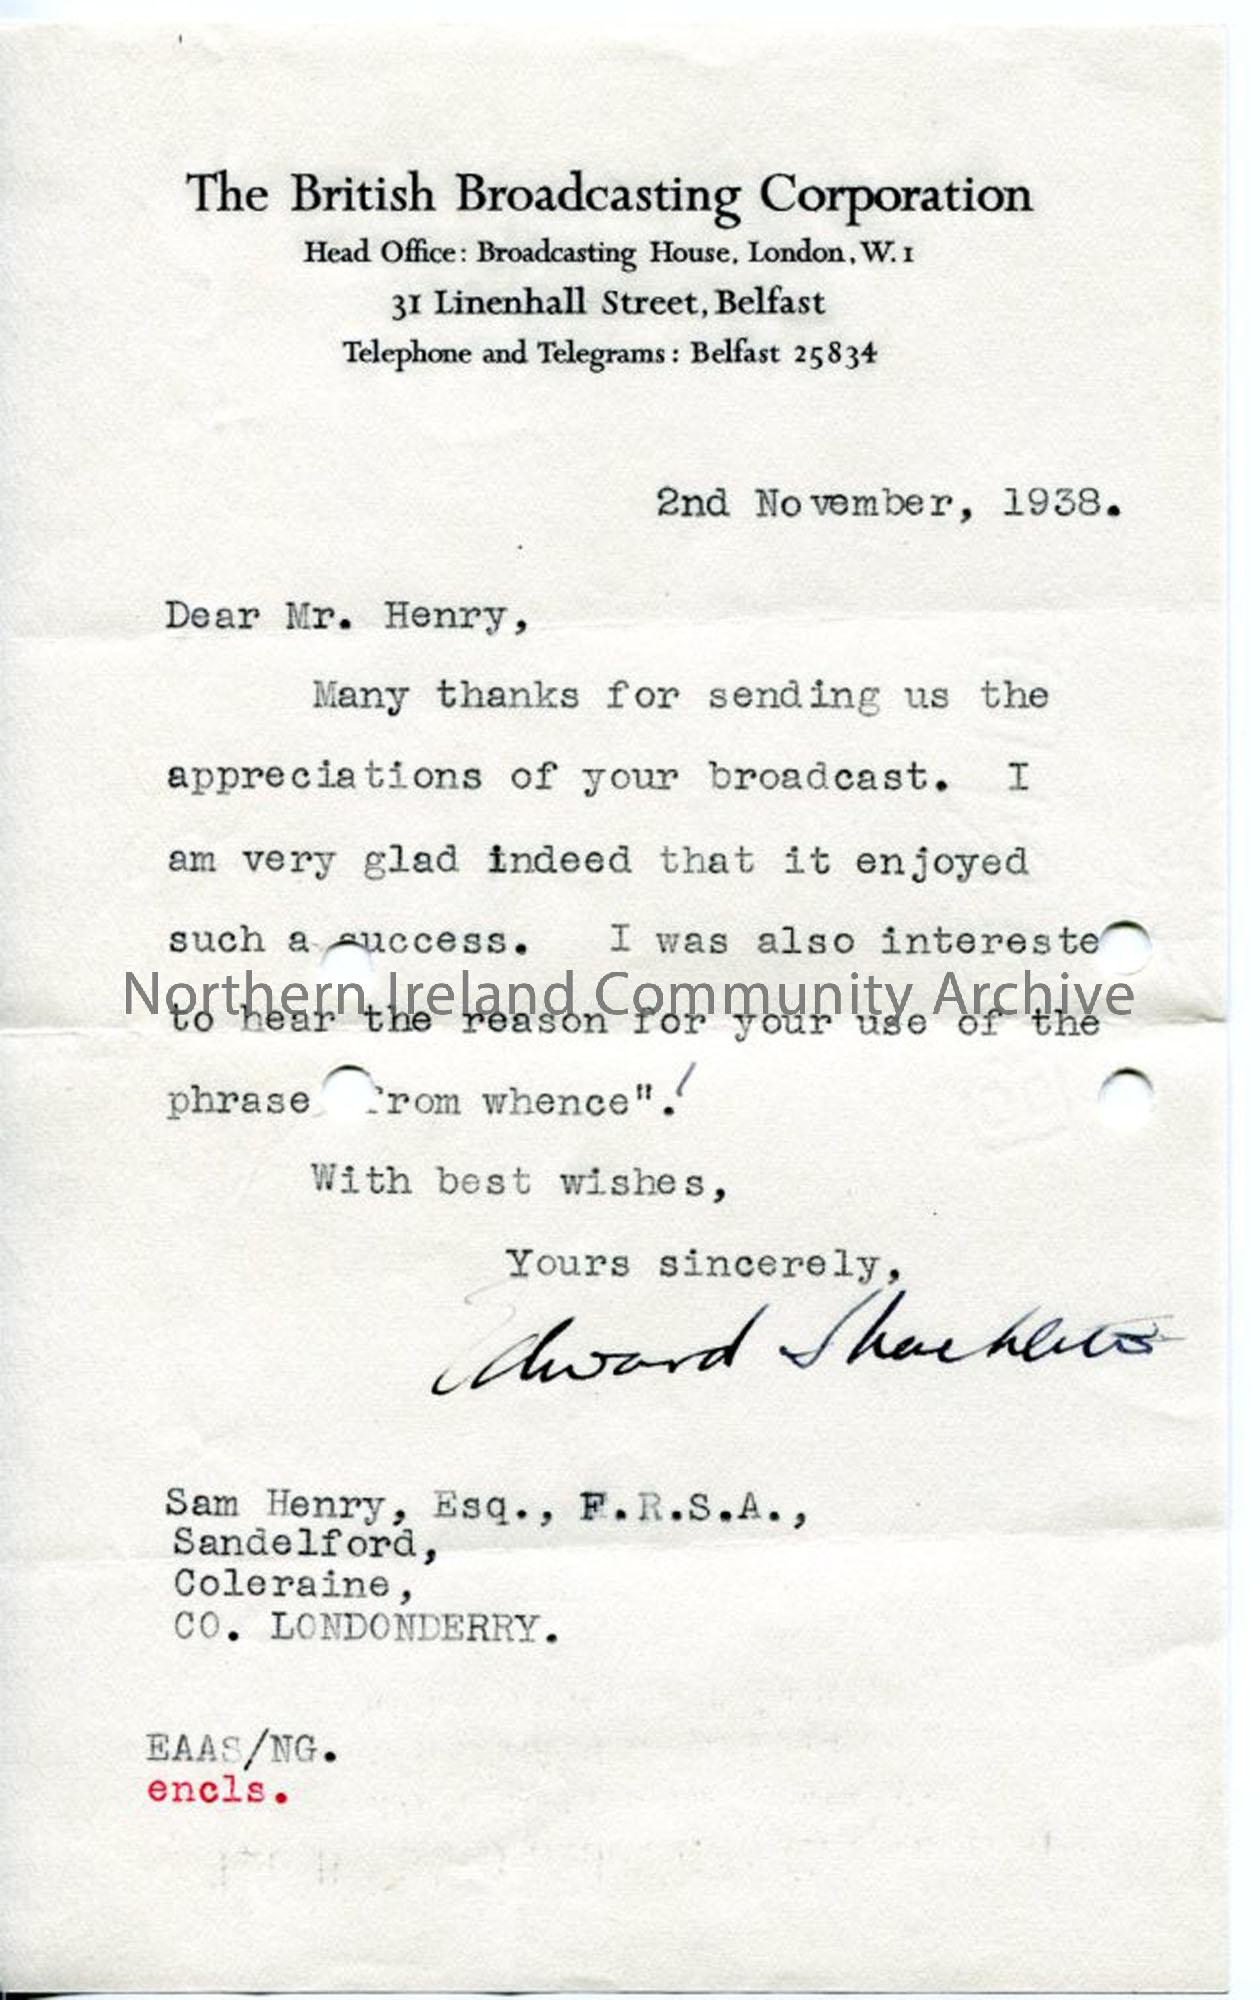 The British Broadcasting Corporation
Head Office: Broadcasting House, London, W.1
31 Linenhall Street, Belfast
Telephone and Telegrams: Belfast 25834
2nd November, 1938.
Dear Mr. Henry,
Many thanks for sending us the
appreciations of your broadcast. I
am very glad indeed that it enjoyed
such a success. I was also intereste
Northern Ireland Community Archive
to hear the reason for your use of the
phrase from whence".!
With best wishes,
Yours sincerely,
Edward Shackleton
Sam Henry, Esq., F.R.S.A.,
Sandelford,
Coleraine,
CO. LONDONDERRY.
EAAS/NG.
encls.